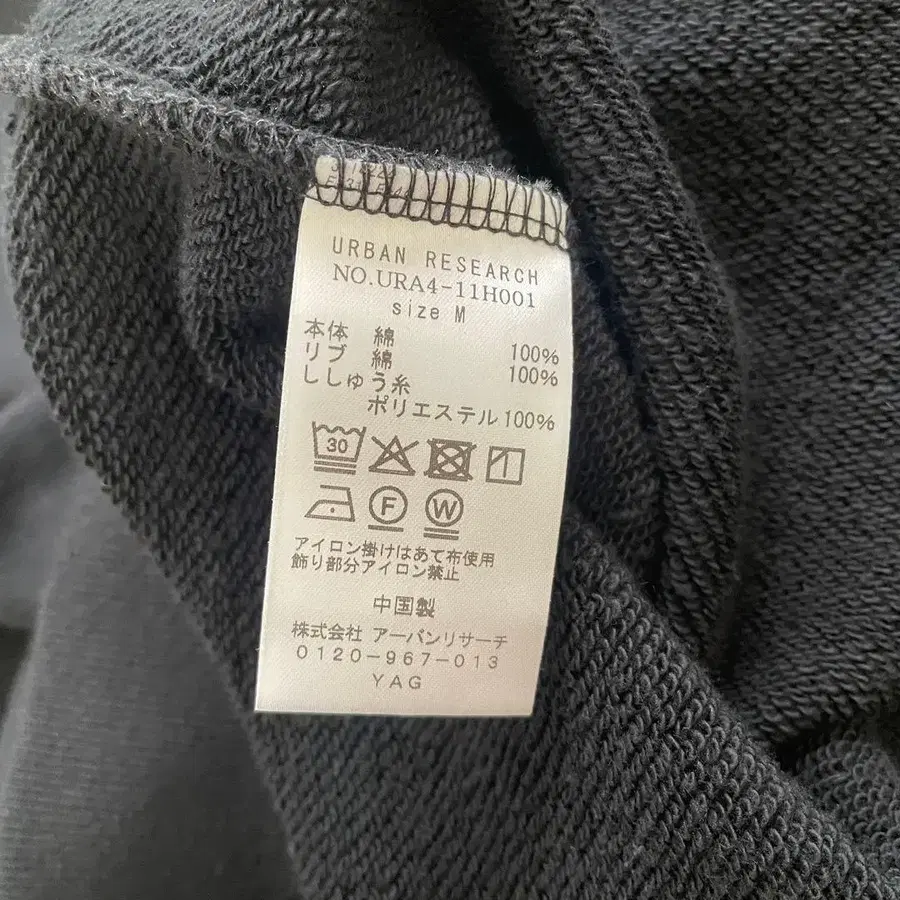 URBAN RESEARCH
NO.URA4-11H001
size M
本体 綿 100%
リブ 綿 100%
ししゅう糸
ポリエステル 100%
30
F W
アイロン掛けはあて布使用
飾り部分アイロン禁止
中国製
株式会社 アーバンリサーチ
0120-967-013
YAG